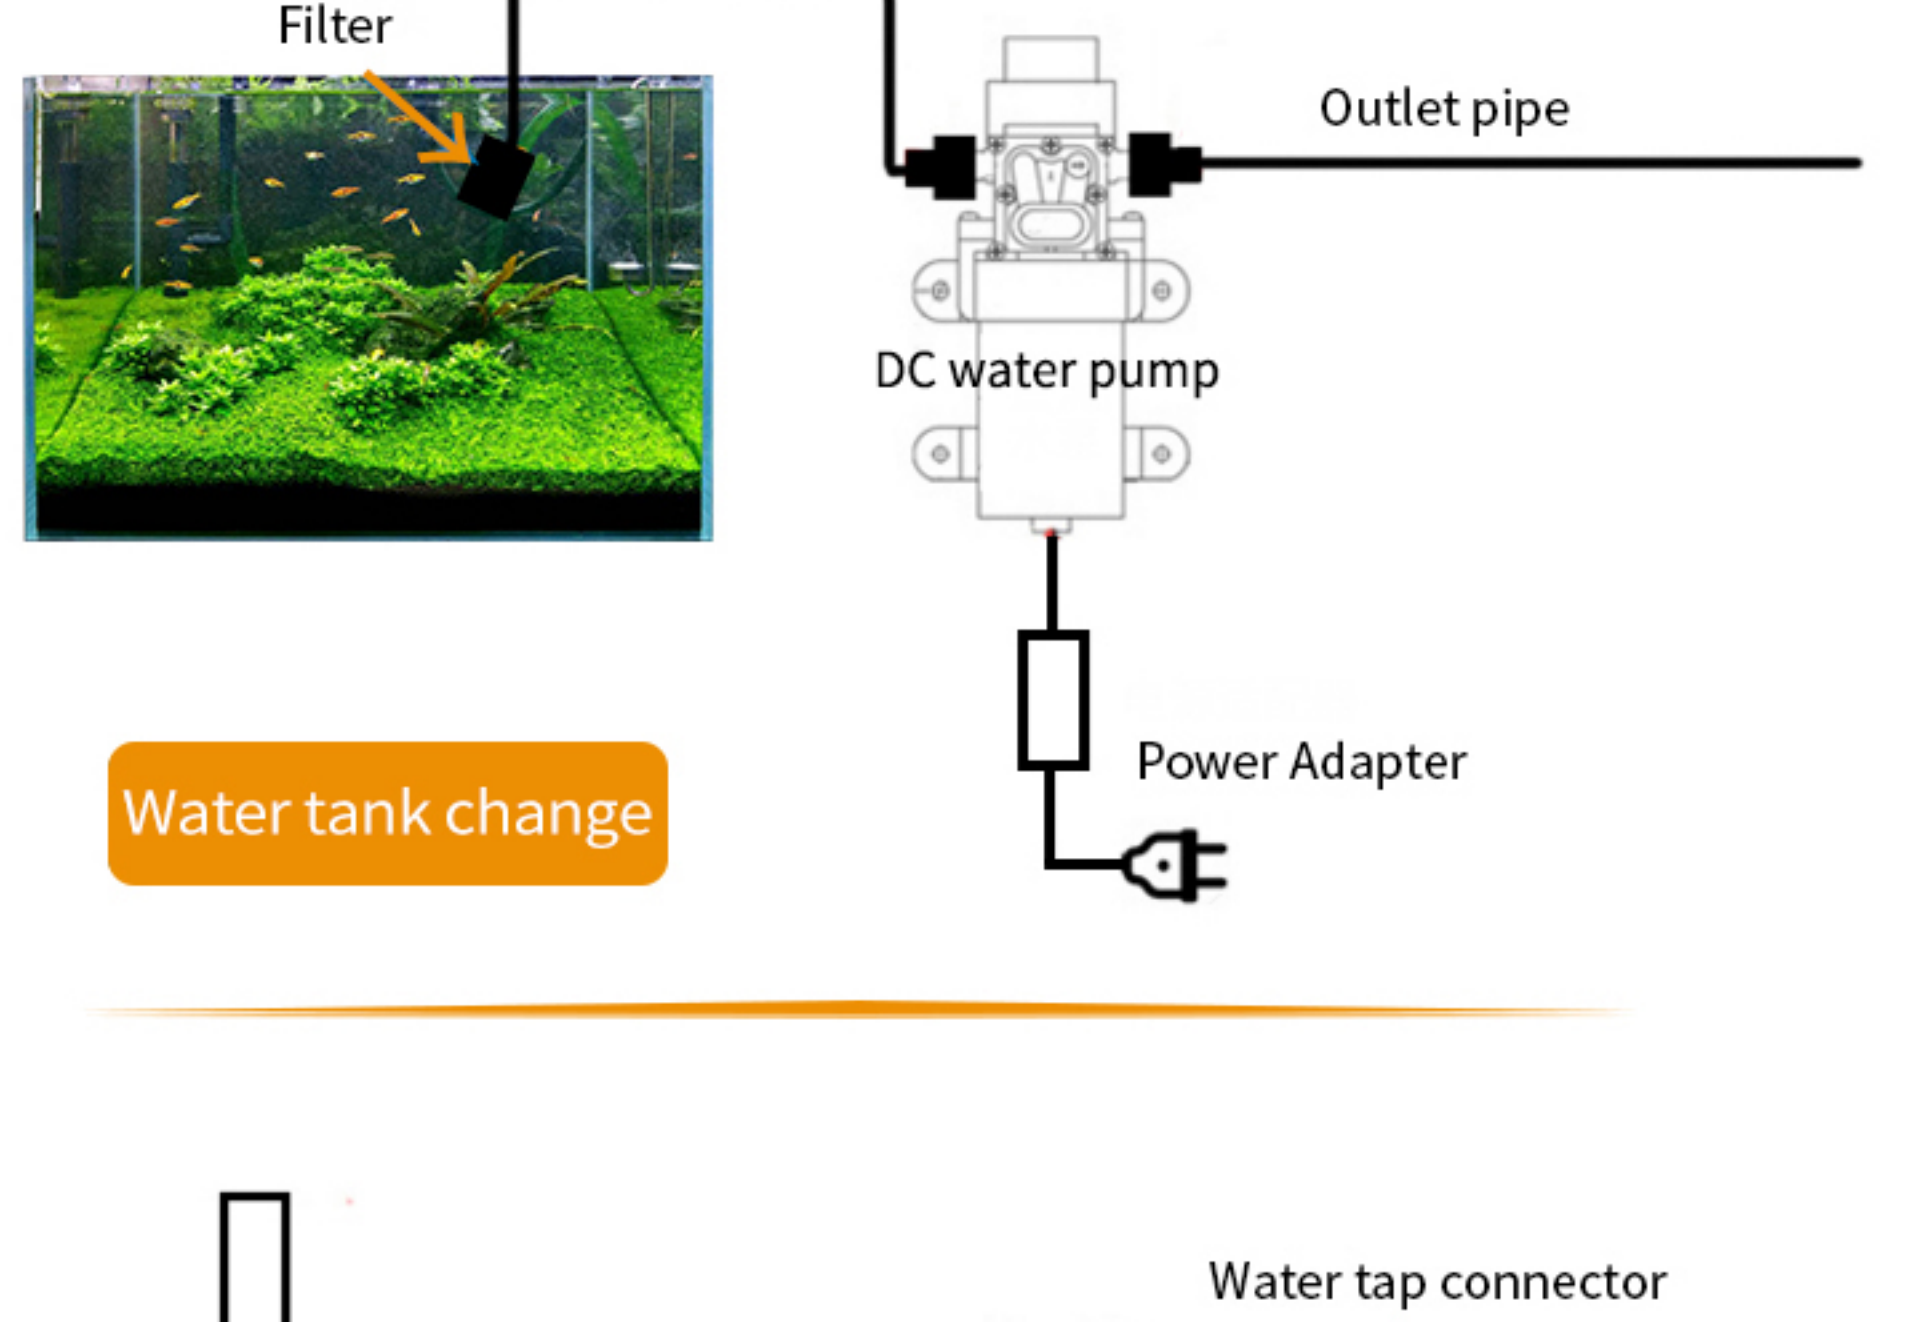 Filter
Outlet pipe
DC water pump
Power Adapter
Water tank change
Water tap connector